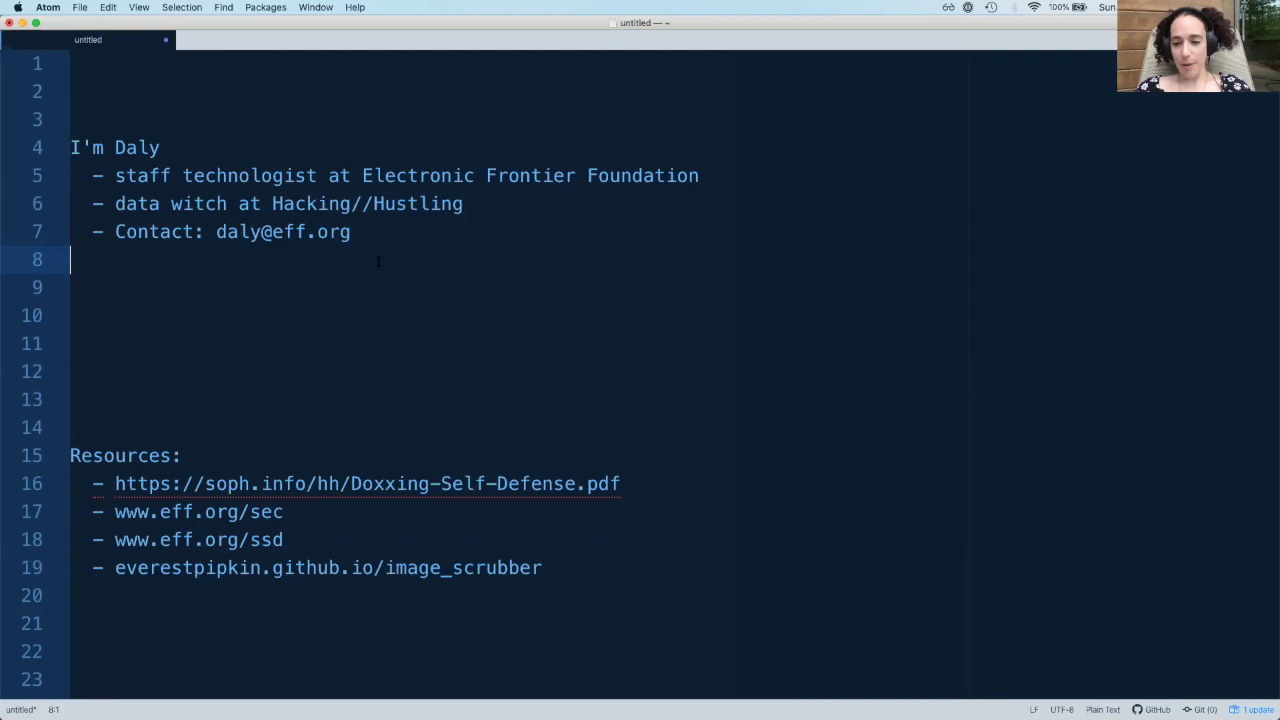 Atom File Edit View Selection Find Packages Window Help 100% Sun
untitled — ~
untitled
1
2
3
4 I'm Daly
5 - staff technologist at Electronic Frontier Foundation
6 - data witch at Hacking//Hustling
7 - Contact: daly@eff.org
8
9
10
11
12
13
14
15 Resources:
16 - https://soph.info/hh/Doxxing-Self-Defense.pdf
17 - www.eff.org/sec
18 - www.eff.org/ssd
19 - everestpipkin.github.io/image_scrubber
20
21
22
23
untitled* 8:1 LF UTF-8 Plain Text GitHub Git (0) 1 update